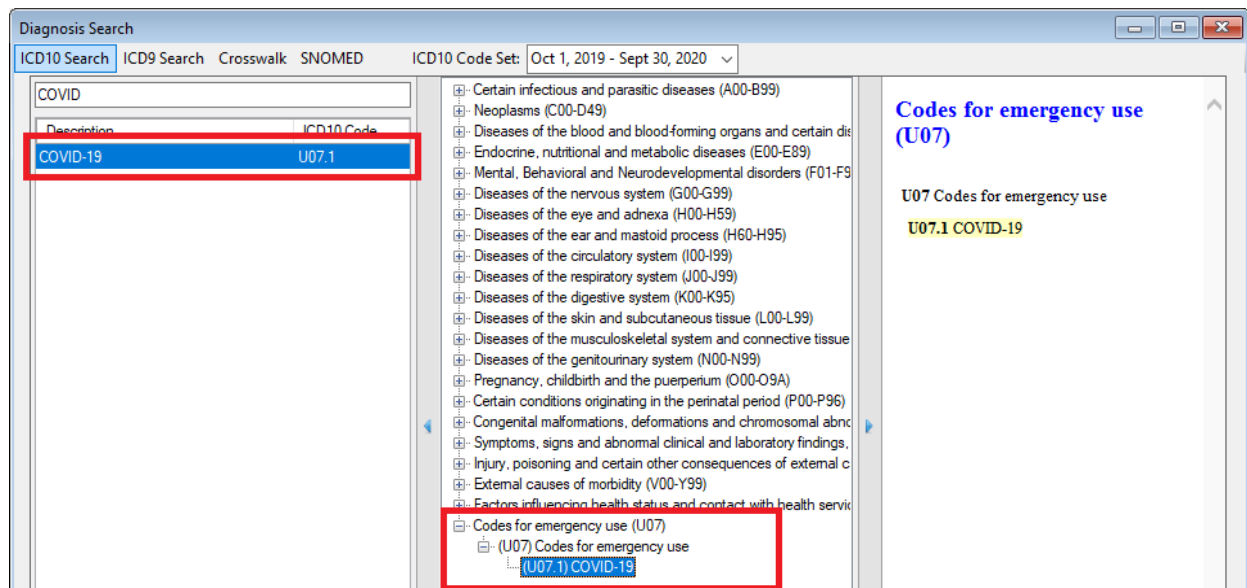 Diagnosis Search
ICD10 Search ICD9 Search Crosswalk SNOMED ICD10 Code Set: Oct 1, 2019 - Sept 30, 2020
COVID
Description ICD10 Code
COVID-19 U07.1
Certain infectious and parasitic diseases (A00-B99)
Neoplasms (C00-D49)
Diseases of the blood and blood-forming organs and certain dis
Endocrine, nutritional and metabolic diseases (E00-E89)
Mental, Behavioral and Neurodevelopmental disorders (F01-F9
Diseases of the nervous system (G00-G99)
Diseases of the eye and adnexa (H00-H59)
Diseases of the ear and mastoid process (H60-H95)
Diseases of the circulatory system (I00-I99)
Diseases of the respiratory system (J00-J99)
Diseases of the digestive system (K00-K95)
Diseases of the skin and subcutaneous tissue (L00-L99)
Diseases of the musculoskeletal system and connective tissue
Diseases of the genitourinary system (N00-N99)
Pregnancy, childbirth and the puerperium (O00-O9A)
Certain conditions originating in the perinatal period (P00-P96)
Congenital malformations, deformations and chromosomal abno
Symptoms, signs and abnormal clinical and laboratory findings,
Injury, poisoning and certain other consequences of external c
External causes of morbidity (V00-Y99)
Factors influencing health status and contact with health servic
Codes for emergency use (U07)
(U07) Codes for emergency use
(U07.1) COVID-19
Codes for emergency use
(U07)
U07 Codes for emergency use
U07.1 COVID-19